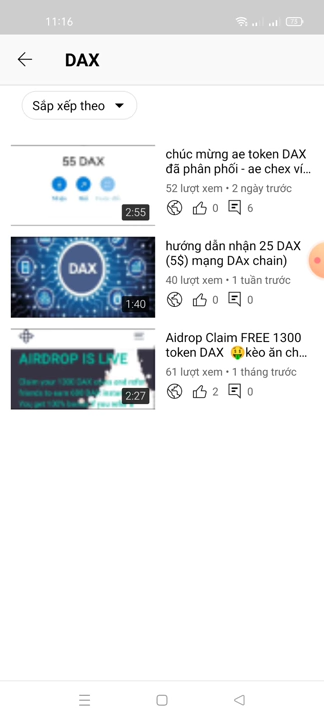 11:16
DAX
Sắp xếp theo
55 DAX
2:55
chúc mừng ae token DAX
đã phân phối - ae chex ví...
52 lượt xem • 2 ngày trước
0
6
DAX
1:40
hướng dẫn nhận 25 DAX
(5$) mạng DAx chain)
40 lượt xem • 1 tuần trước
0
0
AIRDROP IS LIVE
2:27
Aidrop Claim FREE 1300
token DAX 🤑kèo ăn ch...
61 lượt xem • 1 tháng trước
2
0